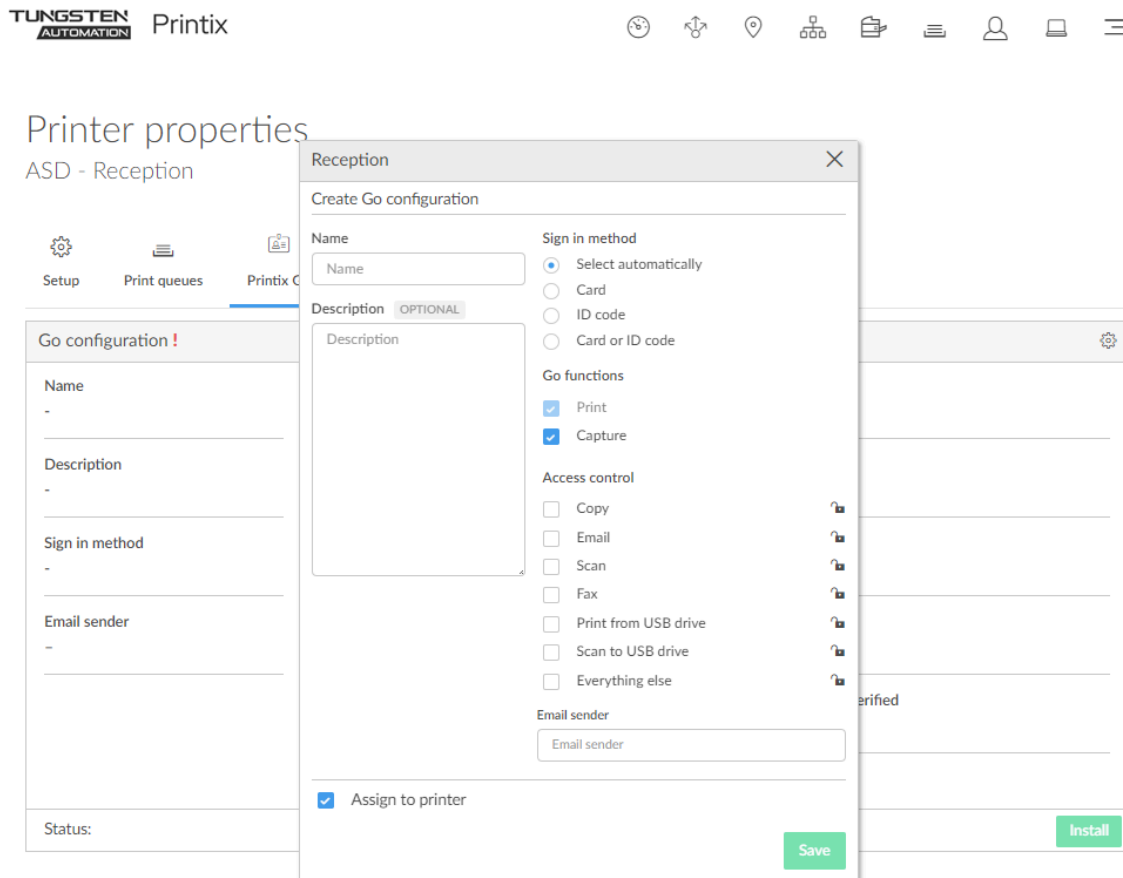 TUNGSTEN
AUTOMATION
Printix
Printer properties
ASD - Reception
Setup
Print queues
Printix
Go configuration !
Name
-
Description
-
Sign in method
-
Email sender
–
Status:
Reception
Create Go configuration
Name
Name
Description OPTIONAL
Description
Sign in method
Select automatically
Card
ID code
Card or ID code
Go functions
Print
Capture
Access control
Copy
Email
Scan
Fax
Print from USB drive
Scan to USB drive
Everything else
Email sender
Email sender
Assign to printer
Save
erified
Install